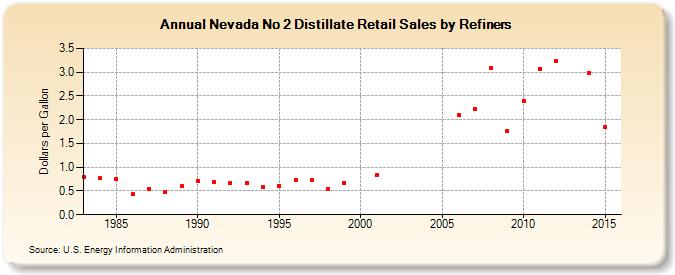 Annual Nevada No 2 Distillate Retail Sales by Refiners
Dollars per Gallon
3.5
3.0
2.5
2.0
1.5
1.0
0.5
0.0
1985 1990 1995 2000 2005 2010 2015
Source: U.S. Energy Information Administration